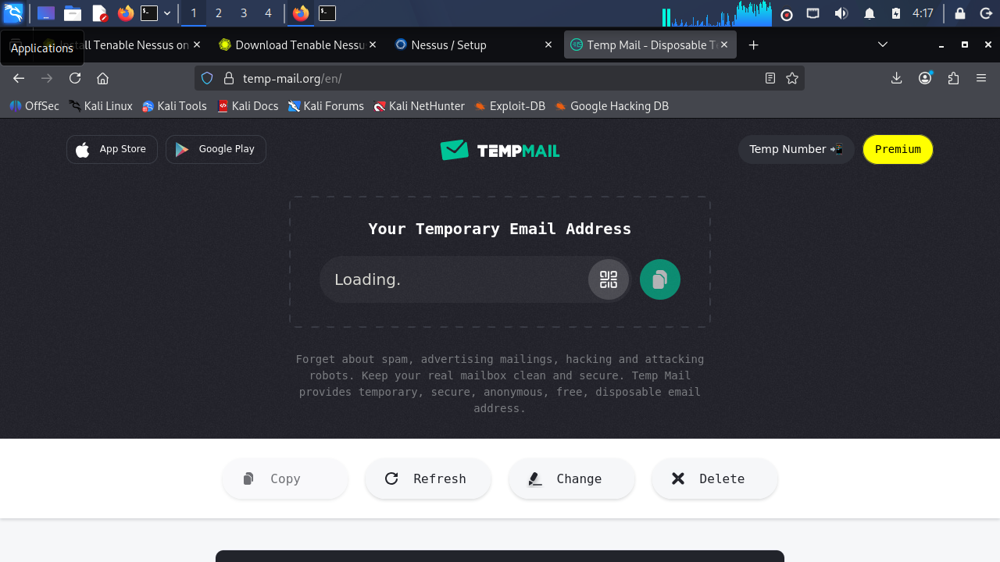 1 2 3 4 4:17
Applications
Install Tenable Nessus on
Download Tenable Nessu
Nessus / Setup
Temp Mail - Disposable Te
temp-mail.org/en/
OffSec Kali Linux Kali Tools Kali Docs Kali Forums Kali NetHunter Exploit-DB Google Hacking DB
App Store Google Play TEMPMAIL Temp Number Premium
Your Temporary Email Address
Loading.
Forget about spam, advertising mailings, hacking and attacking
robots. Keep your real mailbox clean and secure. Temp Mail
provides temporary, secure, anonymous, free, disposable email
address.
Copy Refresh Change Delete